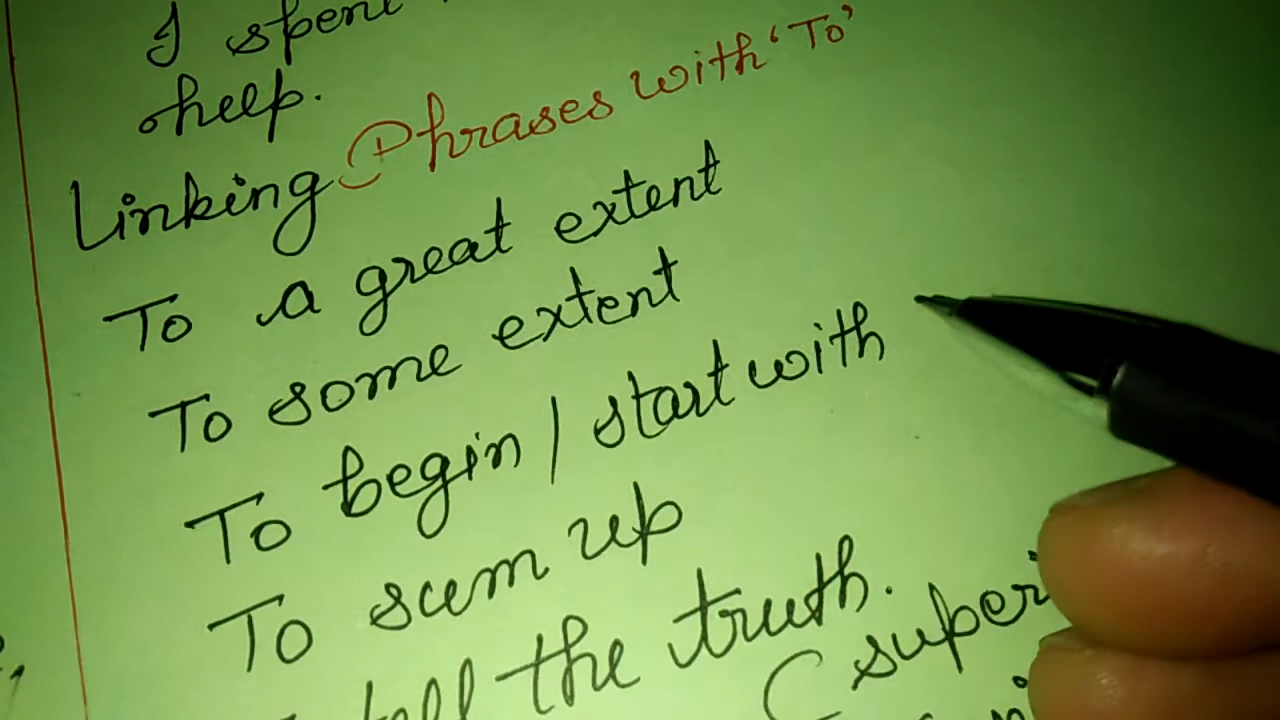 I spent
help.
Linking Phrases with 'To'
To a great extent
To some extent
To begin / start with
To sum up
tell the truth.
(superi